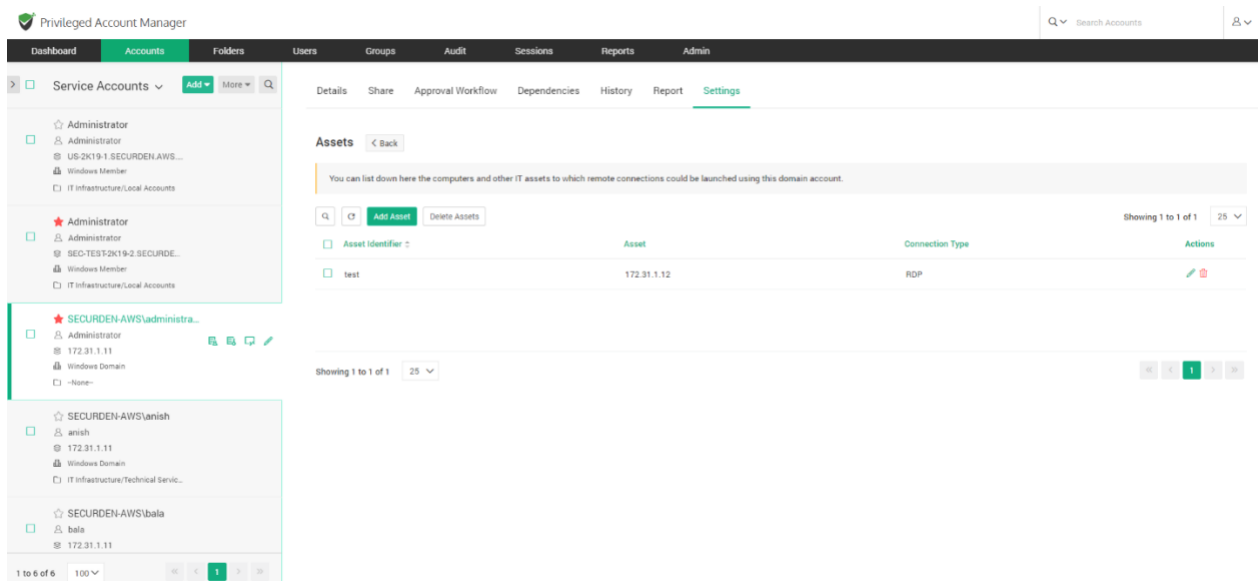 Privileged Account Manager
Search Accounts
Dashboard Accounts Folders Users Groups Audit Sessions Reports Admin
Service Accounts Add More
Details Share Approval Workflow Dependencies History Report Settings
Administrator
Administrator
US-2K19-1.SECURDEN.AWS....
Windows Member
IT Infrastructure/Local Accounts
Administrator
Administrator
SEC-TEST-2K19-2.SECURDE...
Windows Member
IT Infrastructure/Local Accounts
SECURDEN-AWS\administra...
Administrator
172.31.1.11
Windows Domain
-None-
SECURDEN-AWS\anish
anish
172.31.1.11
Windows Domain
IT Infrastructure/Technical Servic...
SECURDEN-AWS\bala
bala
172.31.1.11
1 to 6 of 6 100 1
Assets < Back
You can list down here the computers and other IT assets to which remote connections could be launched using this domain account.
Add Asset Delete Assets
Showing 1 to 1 of 1 25
Asset Identifier Asset Connection Type Actions
test 172.31.1.12 RDP
Showing 1 to 1 of 1 25 1